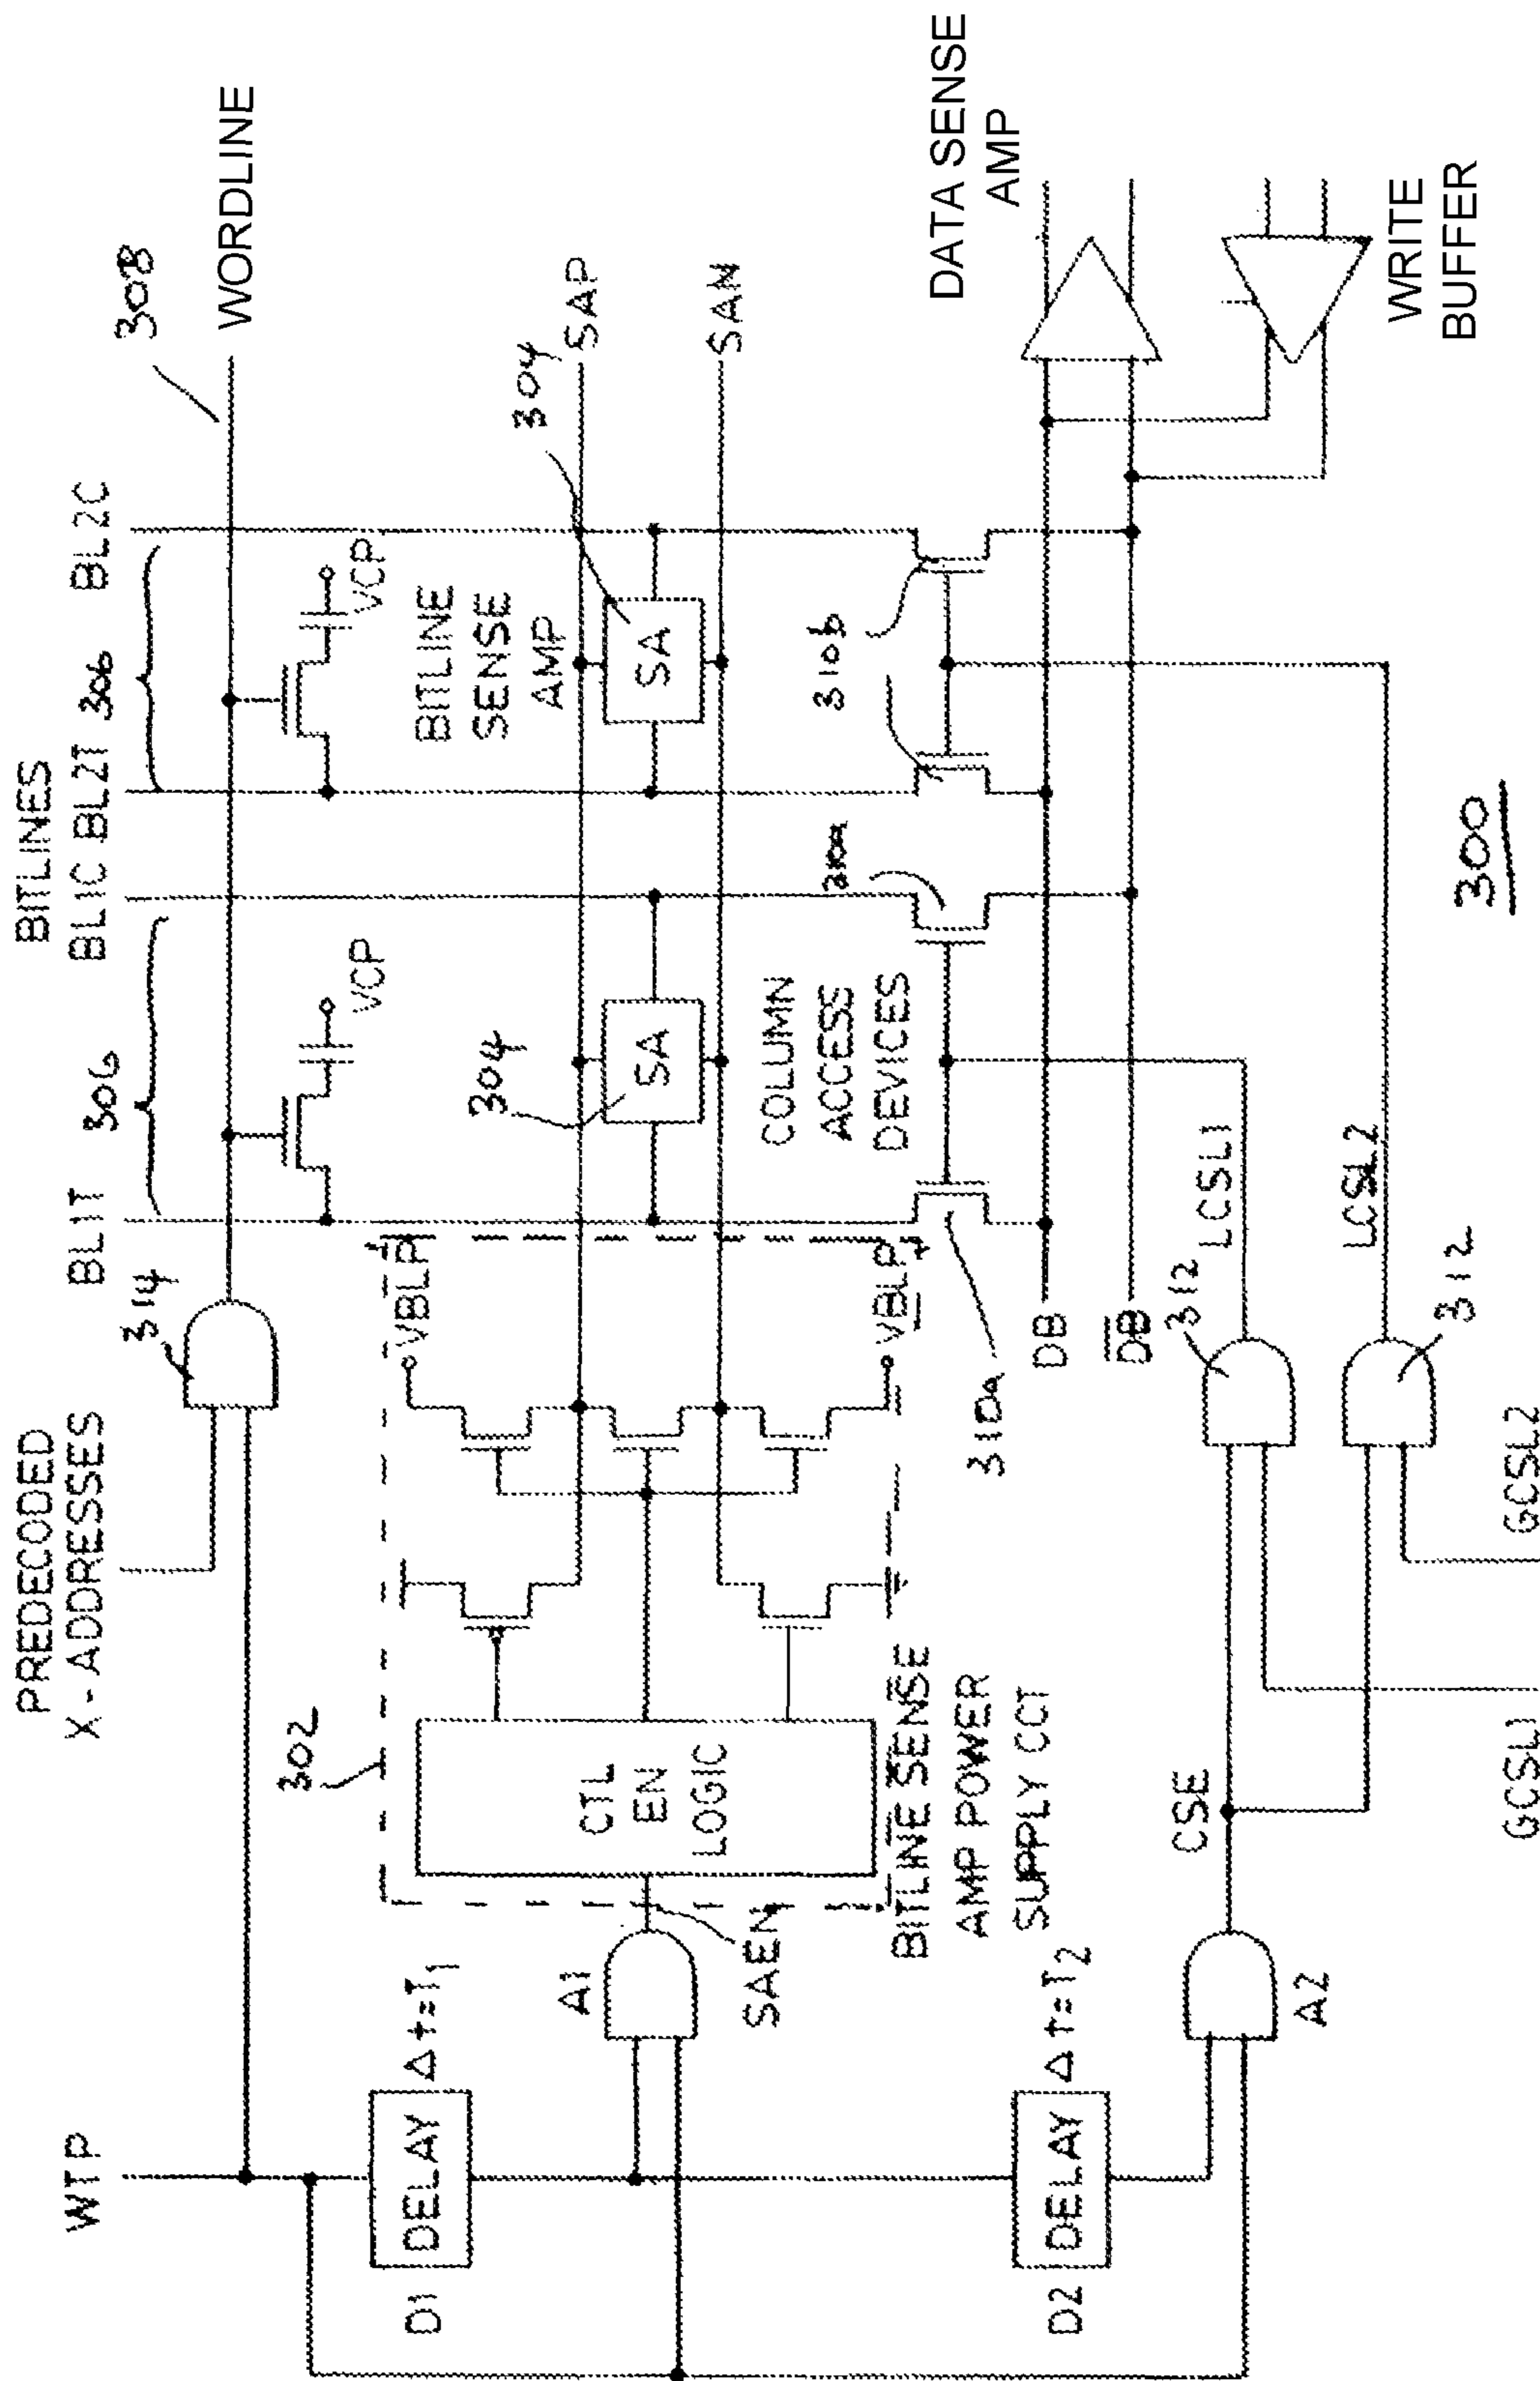 PREDECODED
X-ADDRESSES
WTP
BITLINES
BL1T
306
BL1C
BL2T
306
BL2C
308
WORDLINE
314
302
VBLP
VCP
VCP
BITLINE
SENSE
AMP
304
SAP
D1
DELAY
Δt=T1
A1
SAEN
CTL
EN
LOGIC
304
SA
SA
SAN
VBLP
BITLINE SENSE
AMP POWER
SUPPLY CCT
COLUMN
ACCESS
DEVICES
310a
310a
310b
DATA SENSE
AMP
DB
DB
D2
DELAY
ΔT=T2
A2
CSE
312
LCSL1
LCSL2
312
WRITE
BUFFER
GCSL1
GCSL2
300